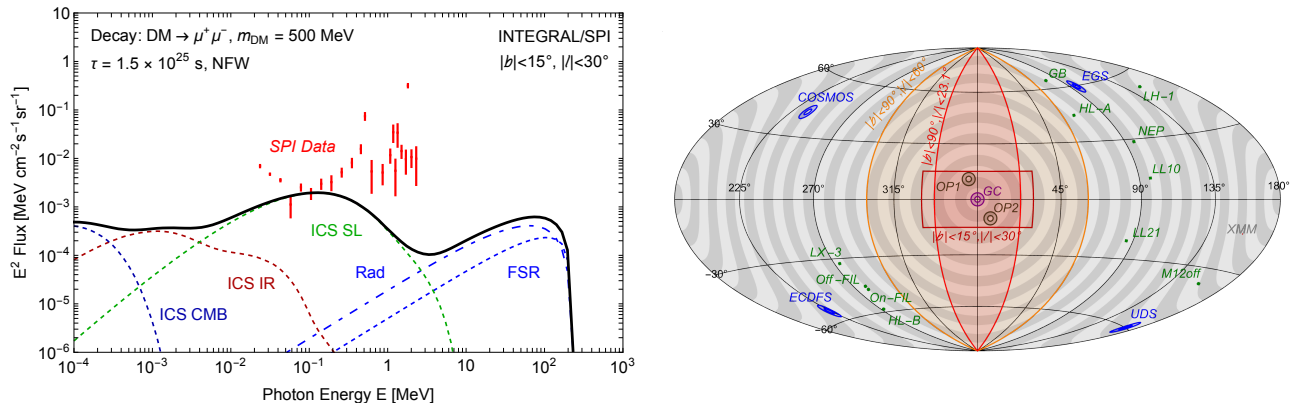 Decay: DM → μ⁺μ⁻, m_DM = 500 MeV
τ = 1.5 × 10²⁵ s, NFW
INTEGRAL/SPI
|b|<15°, |l|<30°
SPI Data
ICS SL
ICS IR
ICS CMB
Rad
FSR
10
1
10⁻¹
10⁻²
10⁻³
10⁻⁴
10⁻⁵
10⁻⁶
10⁻⁴
10⁻³
10⁻²
10⁻¹
1
10
10²
10³
E² Flux [MeV cm⁻² s⁻¹ sr⁻¹]
Photon Energy E [MeV]
60°
30°
-30°
-60°
225°
270°
315°
45°
90°
135°
180°
|b|<90°, |l|<60°
|b|<90°, |l|<23.1°
|b|<15°, |l|<30°
COSMOS
GB
EGS
LH-1
HL-A
NEP
LL10
OP1
GC
OP2
LL21
XMM
LX-3
Off-FIL
On-FIL
HL-B
ECDFS
M12off
UDS